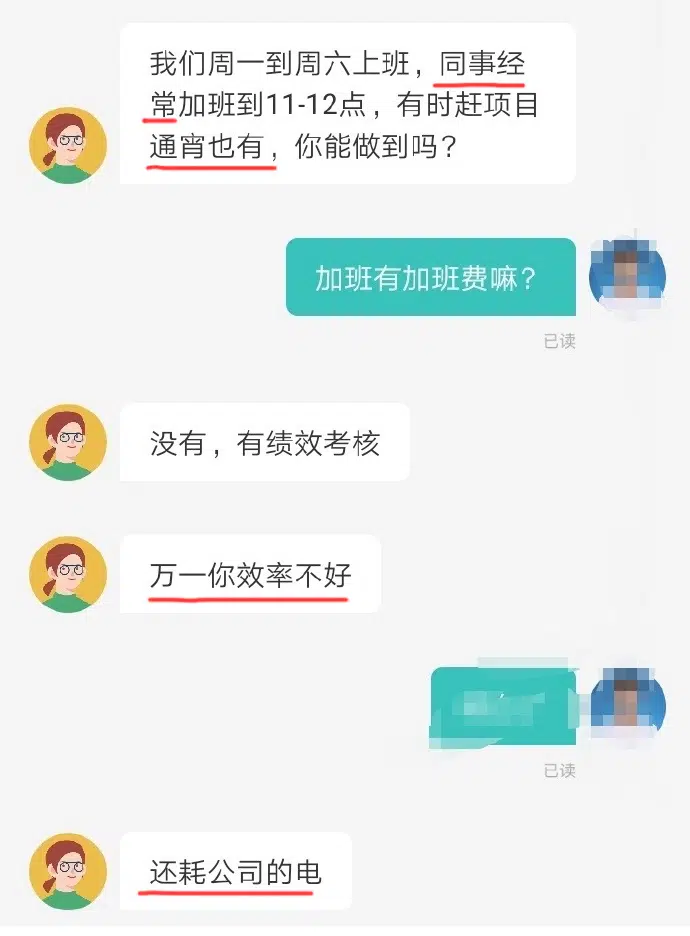 我们周一到周六上班，同事经
常加班到11-12点，有时赶项目
通宵也有，你能做到吗？
加班有加班费嘛？
已读
没有，有绩效考核
万一你效率不好
已读
还耗公司的电